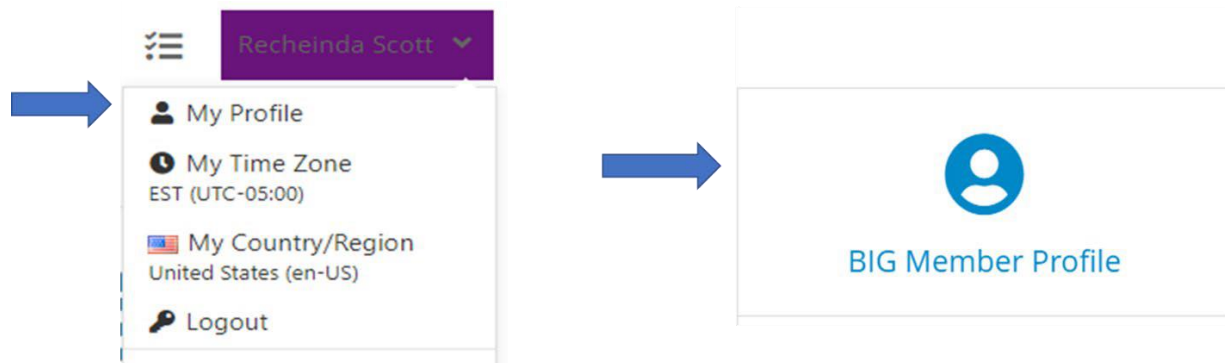 Recheinda Scott
My Profile
My Time Zone
EST (UTC-05:00)
My Country/Region
United States (en-US)
Logout
BIG Member Profile